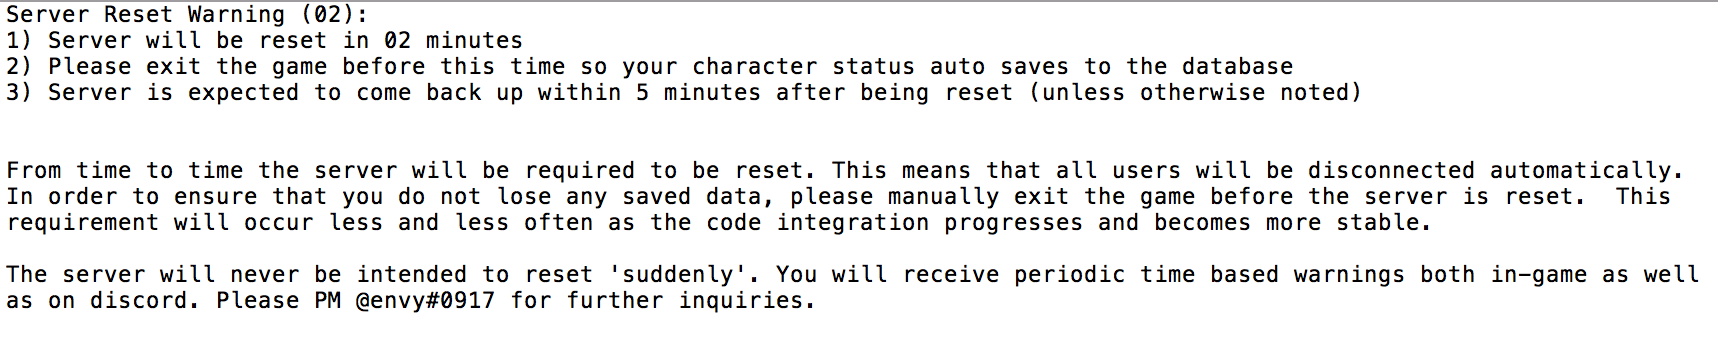 Server Reset Warning (02):
1) Server will be reset in 02 minutes
2) Please exit the game before this time so your character status auto saves to the database
3) Server is expected to come back up within 5 minutes after being reset (unless otherwise noted)
From time to time the server will be required to be reset. This means that all users will be disconnected automatically.
In order to ensure that you do not lose any saved data, please manually exit the game before the server is reset.  This
requirement will occur less and less often as the code integration progresses and becomes more stable.
The server will never be intended to reset 'suddenly'. You will receive periodic time based warnings both in-game as well
as on discord. Please PM @envy#0917 for further inquiries.